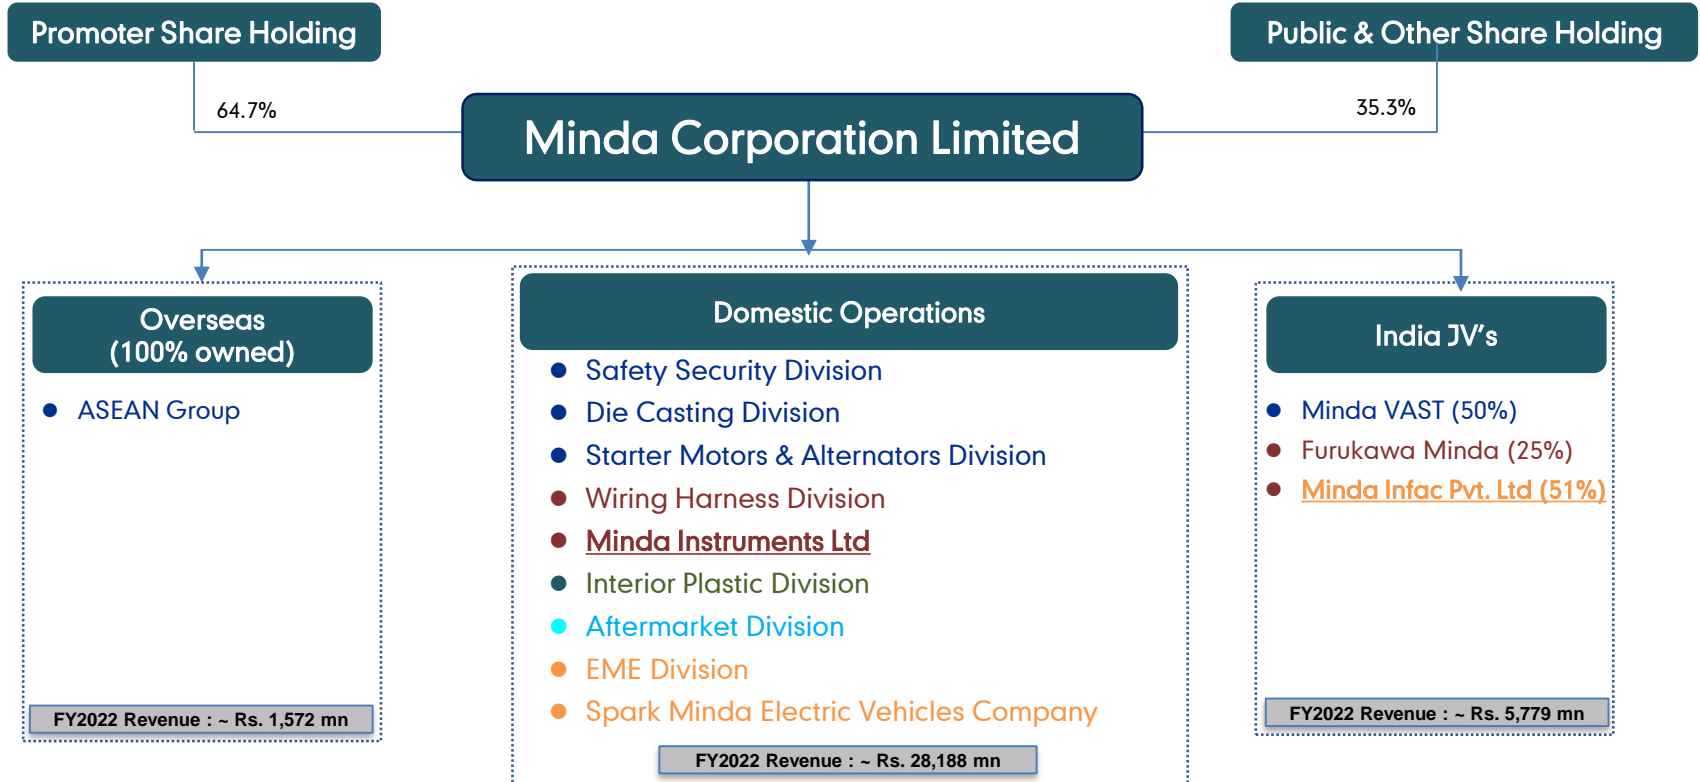 Promoter Share Holding
Public & Other Share Holding
64.7%
35.3%
Minda Corporation Limited
Overseas
(100% owned)
ASEAN Group
FY2022 Revenue : ~ Rs. 1,572 mn
Domestic Operations
Safety Security Division
Die Casting Division
Starter Motors & Alternators Division
Wiring Harness Division
Minda Instruments Ltd
Interior Plastic Division
Aftermarket Division
EME Division
Spark Minda Electric Vehicles Company
FY2022 Revenue : ~ Rs. 28,188 mn
India JV's
Minda VAST (50%)
Furukawa Minda (25%)
Minda Infac Pvt. Ltd (51%)
FY2022 Revenue : ~ Rs. 5,779 mn